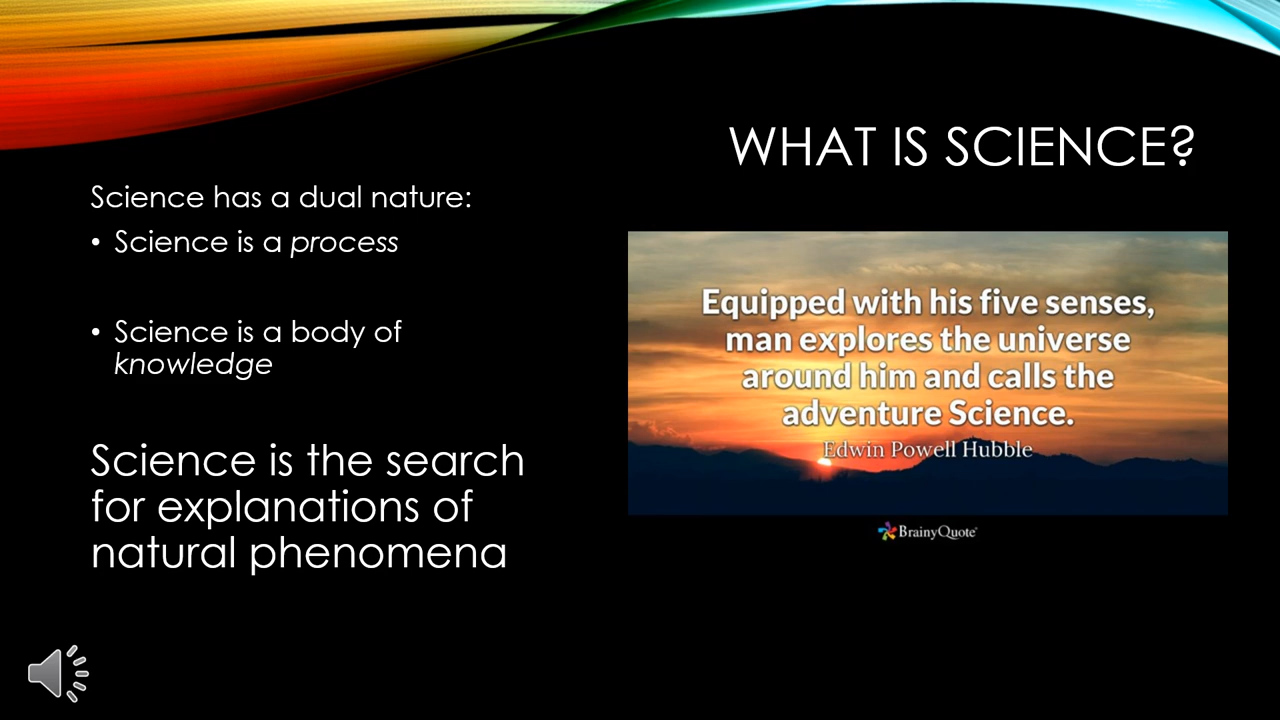 WHAT IS SCIENCE?
Science has a dual nature:
• Science is a process
• Science is a body of
knowledge
Science is the search
for explanations of
natural phenomena
Equipped with his five senses,
man explores the universe
around him and calls the
adventure Science.
Edwin Powell Hubble
BrainyQuote